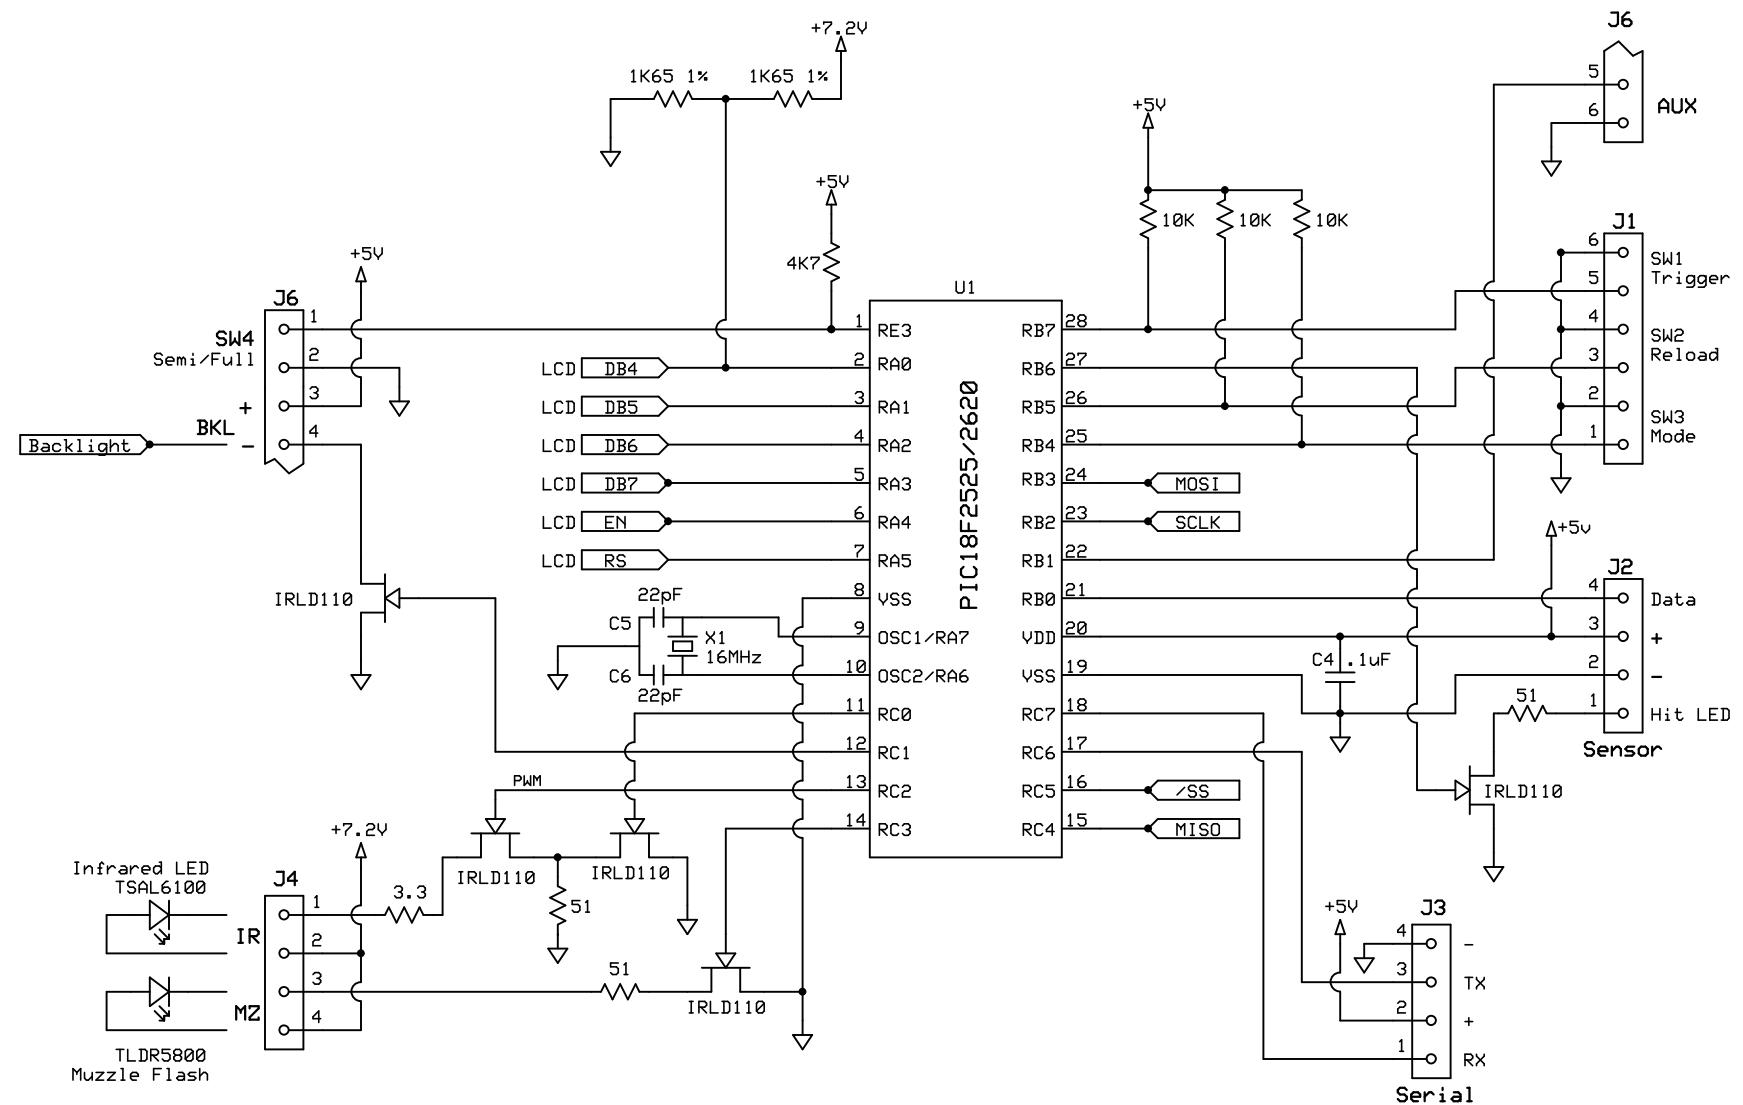 J6
+7.2V
1K65 1%
1K65 1%
5
6
AUX
+5V
+5V
4K7
10K
10K
10K
J1
6
5
4
3
2
1
SW1
Trigger
SW2
Reload
SW3
Mode
+5V
J6
1
2
3
4
SW4
Semi/Full
+
BKL
-
Backlight
LCD DB4
LCD DB5
LCD DB6
LCD DB7
LCD EN
LCD RS
U1
PIC18F2525/2620
1 RE3
2 RA0
3 RA1
4 RA2
5 RA3
6 RA4
7 RA5
8 VSS
9 OSC1/RA7
10 OSC2/RA6
11 RC0
12 RC1
13 RC2
14 RC3
RB7 28
RB6 27
RB5 26
RB4 25
RB3 24
RB2 23
RB1 22
RB0 21
VDD 20
VSS 19
RC7 18
RC6 17
RC5 16
RC4 15
MOSI
SCLK
/SS
MISO
IRLD110
22pF
C5
X1
16MHz
C6
22pF
+5v
J2
4
3
2
1
Data
+
-
Hit LED
Sensor
C4 .1uF
51
IRLD110
PWM
IRLD110
IRLD110
51
3.3
+7.2V
Infrared LED
TSAL6100
J4
1
2
3
4
IR
MZ
TLDR5800
Muzzle Flash
51
IRLD110
+5V
J3
4
3
2
1
-
TX
+
RX
Serial